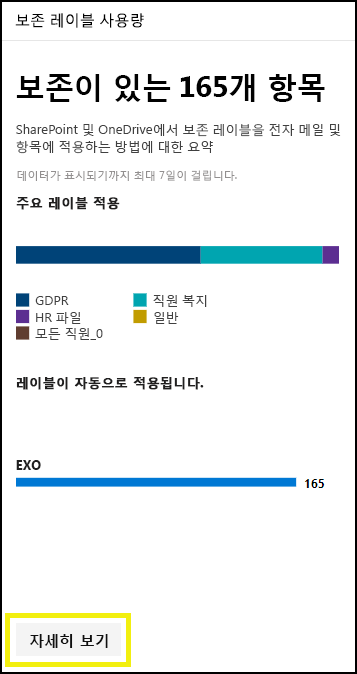 보존 레이블 사용량
보존이 있는 165개 항목
SharePoint 및 OneDrive에서 보존 레이블을 전자 메일 및
항목에 적용하는 방법에 대한 요약
데이터가 표시되기까지 최대 7일이 걸립니다.
주요 레이블 적용
GDPR 직원 복지
HR 파일 일반
모든 직원_0
레이블이 자동으로 적용됩니다.
EXO
165
자세히 보기